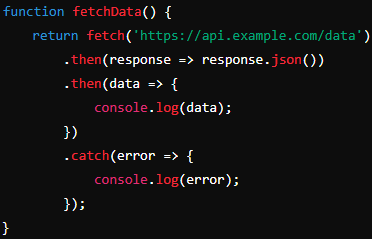 function fetchData() {
    return fetch('https://api.example.com/data')
        .then(response => response.json())
        .then(data => {
            console.log(data);
        })
        .catch(error => {
            console.log(error);
        });
}